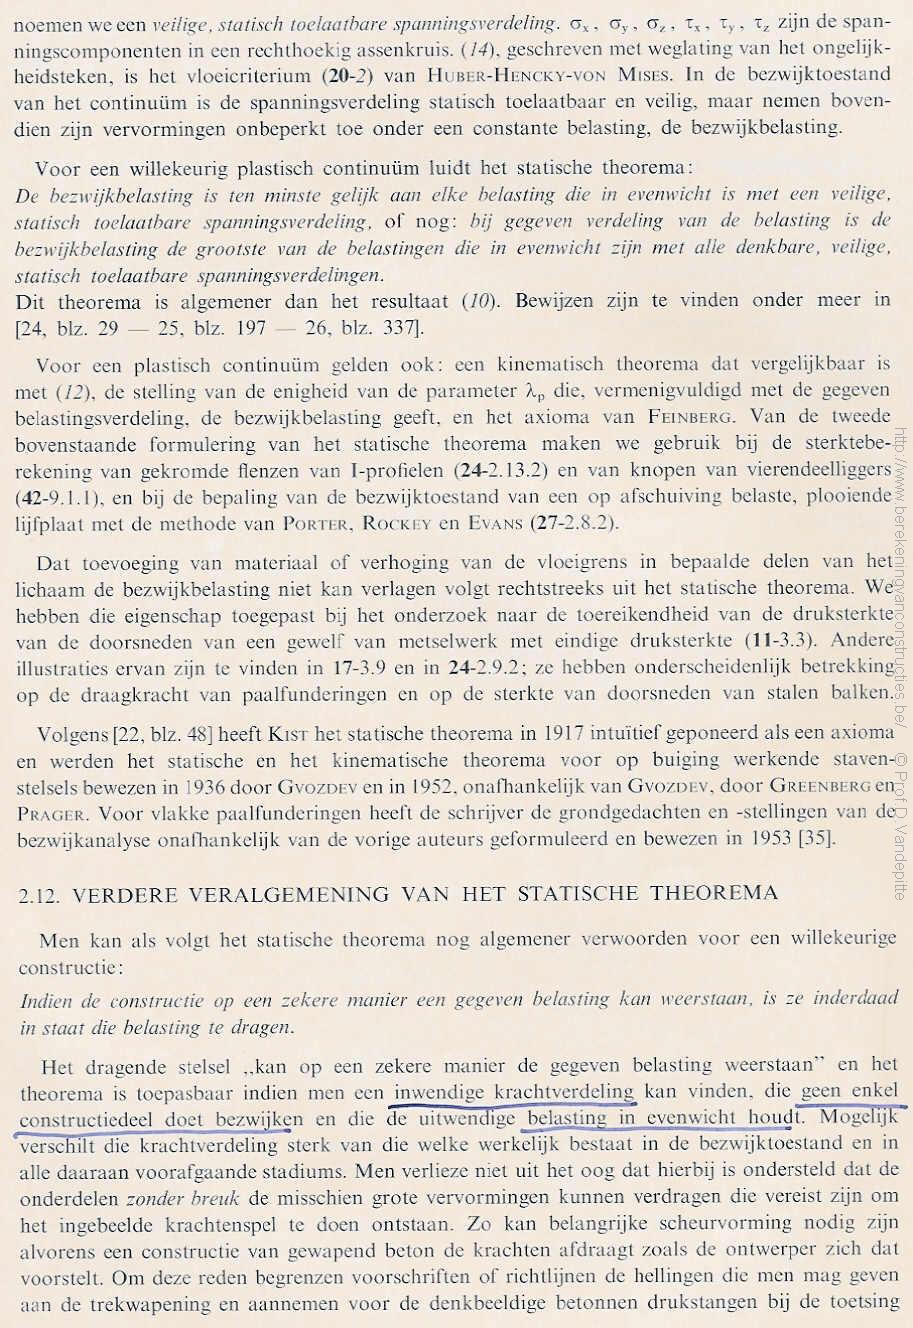 noemen we een veilige, statisch toelaatbare spanningsverdeling. σx, σy, σz, τx, τy, τz zijn de span-
ningscomponenten in een rechthoekig assenkruis. (14), geschreven met weglating van het ongelijk-
heidsteken, is het vloeicriterium (20-2) van HUBER-HENCKY-VON MISES. In de bezwijktoestand
van het continuüm is de spanningsverdeling statisch toelaatbaar en veilig, maar nemen boven-
dien zijn vervormingen onbeperkt toe onder een constante belasting, de bezwijkbelasting.
Voor een willekeurig plastisch continuüm luidt het statische theorema:
De bezwijkbelasting is ten minste gelijk aan elke belasting die in evenwicht is met een veilige,
statisch toelaatbare spanningsverdeling, of nog: bij gegeven verdeling van de belasting is de
bezwijkbelasting de grootste van de belastingen die in evenwicht zijn met alle denkbare, veilige,
statisch toelaatbare spanningsverdelingen.
Dit theorema is algemener dan het resultaat (10). Bewijzen zijn te vinden onder meer in
[24, blz. 29 — 25, blz. 197 — 26, blz. 337].
Voor een plastisch continuüm gelden ook: een kinematisch theorema dat vergelijkbaar is
met (12), de stelling van de enigheid van de parameter λp die, vermenigvuldigd met de gegeven
belastingsverdeling, de bezwijkbelasting geeft, en het axioma van FEINBERG. Van de tweede
bovenstaande formulering van het statische theorema maken we gebruik bij de sterktebe-
rekening van gekromde flenzen van I-profielen (24-2.13.2) en van knopen van vierendeelliggers
(42-9.1.1), en bij de bepaling van de bezwijktoestand van een op afschuiving belaste, plooiende
lijfplaat met de methode van PORTER, ROCKEY en EVANS (27-2.8.2).
Dat toevoeging van materiaal of verhoging van de vloeigrens in bepaalde delen van het
lichaam de bezwijkbelasting niet kan verlagen volgt rechtstreeks uit het statische theorema. We
hebben die eigenschap toegepast bij het onderzoek naar de toereikendheid van de druksterkte
van de doorsneden van een gewelf van metselwerk met eindige druksterkte (11-3.3). Andere
illustraties ervan zijn te vinden in 17-3.9 en in 24-2.9.2; ze hebben onderscheidenlijk betrekking
op de draagkracht van paalfunderingen en op de sterkte van doorsneden van stalen balken.
Volgens [22, blz. 48] heeft KIST het statische theorema in 1917 intuïtief geponeerd als een axioma
en werden het statische en het kinematische theorema voor op buiging werkende staven-
stelsels bewezen in 1936 door GVOZDEV en in 1952, onafhankelijk van GVOZDEV, door GREENBERG en
PRAGER. Voor vlakke paalfunderingen heeft de schrijver de grondgedachten en -stellingen van de
bezwijkanalyse onafhankelijk van de vorige auteurs geformuleerd en bewezen in 1953 [35].
2.12. VERDERE VERALGEMENING VAN HET STATISCHE THEOREMA
Men kan als volgt het statische theorema nog algemener verwoorden voor een willekeurige
constructie:
Indien de constructie op een zekere manier een gegeven belasting kan weerstaan, is ze inderdaad
in staat die belasting te dragen.
Het dragende stelsel „kan op een zekere manier de gegeven belasting weerstaan” en het
theorema is toepasbaar indien men een inwendige krachtverdeling kan vinden, die geen enkel
constructiedeel doet bezwijken en die de uitwendige belasting in evenwicht houdt. Mogelijk
verschilt die krachtverdeling sterk van die welke werkelijk bestaat in de bezwijktoestand en in
alle daaraan voorafgaande stadiums. Men verlieze niet uit het oog dat hierbij is ondersteld dat de
onderdelen zonder breuk de misschien grote vervormingen kunnen verdragen die vereist zijn om
het ingebeelde krachtenspel te doen ontstaan. Zo kan belangrijke scheurvorming nodig zijn
alvorens een constructie van gewapend beton de krachten afdraagt zoals de ontwerper zich dat
voorstelt. Om deze reden begrenzen voorschriften of richtlijnen de hellingen die men mag geven
aan de trekwapening en aannemen voor de denkbeeldige betonnen drukstangen bij de toetsing
http://www.berekeningvanconstructies.be/ © Prof D Vandepitte